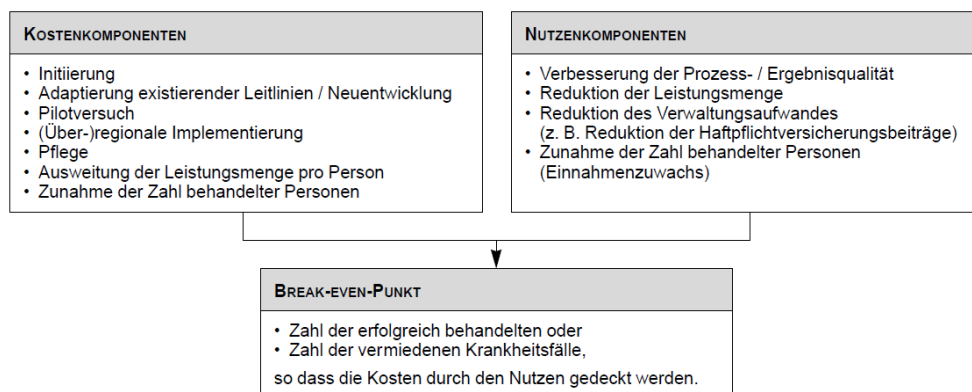 KOSTENKOMPONENTEN
• Initiierung
• Adaptierung existierender Leitlinien / Neuentwicklung
• Pilotversuch
• (Über-)regionale Implementierung
• Pflege
• Ausweitung der Leistungsmenge pro Person
• Zunahme der Zahl behandelter Personen
NUTZENKOMPONENTEN
• Verbesserung der Prozess- / Ergebnisqualität
• Reduktion der Leistungsmenge
• Reduktion des Verwaltungsaufwandes
(z. B. Reduktion der Haftpflichtversicherungsbeiträge)
• Zunahme der Zahl behandelter Personen
(Einnahmenzuwachs)
BREAK-EVEN-PUNKT
• Zahl der erfolgreich behandelten oder
• Zahl der vermiedenen Krankheitsfälle,
so dass die Kosten durch den Nutzen gedeckt werden.